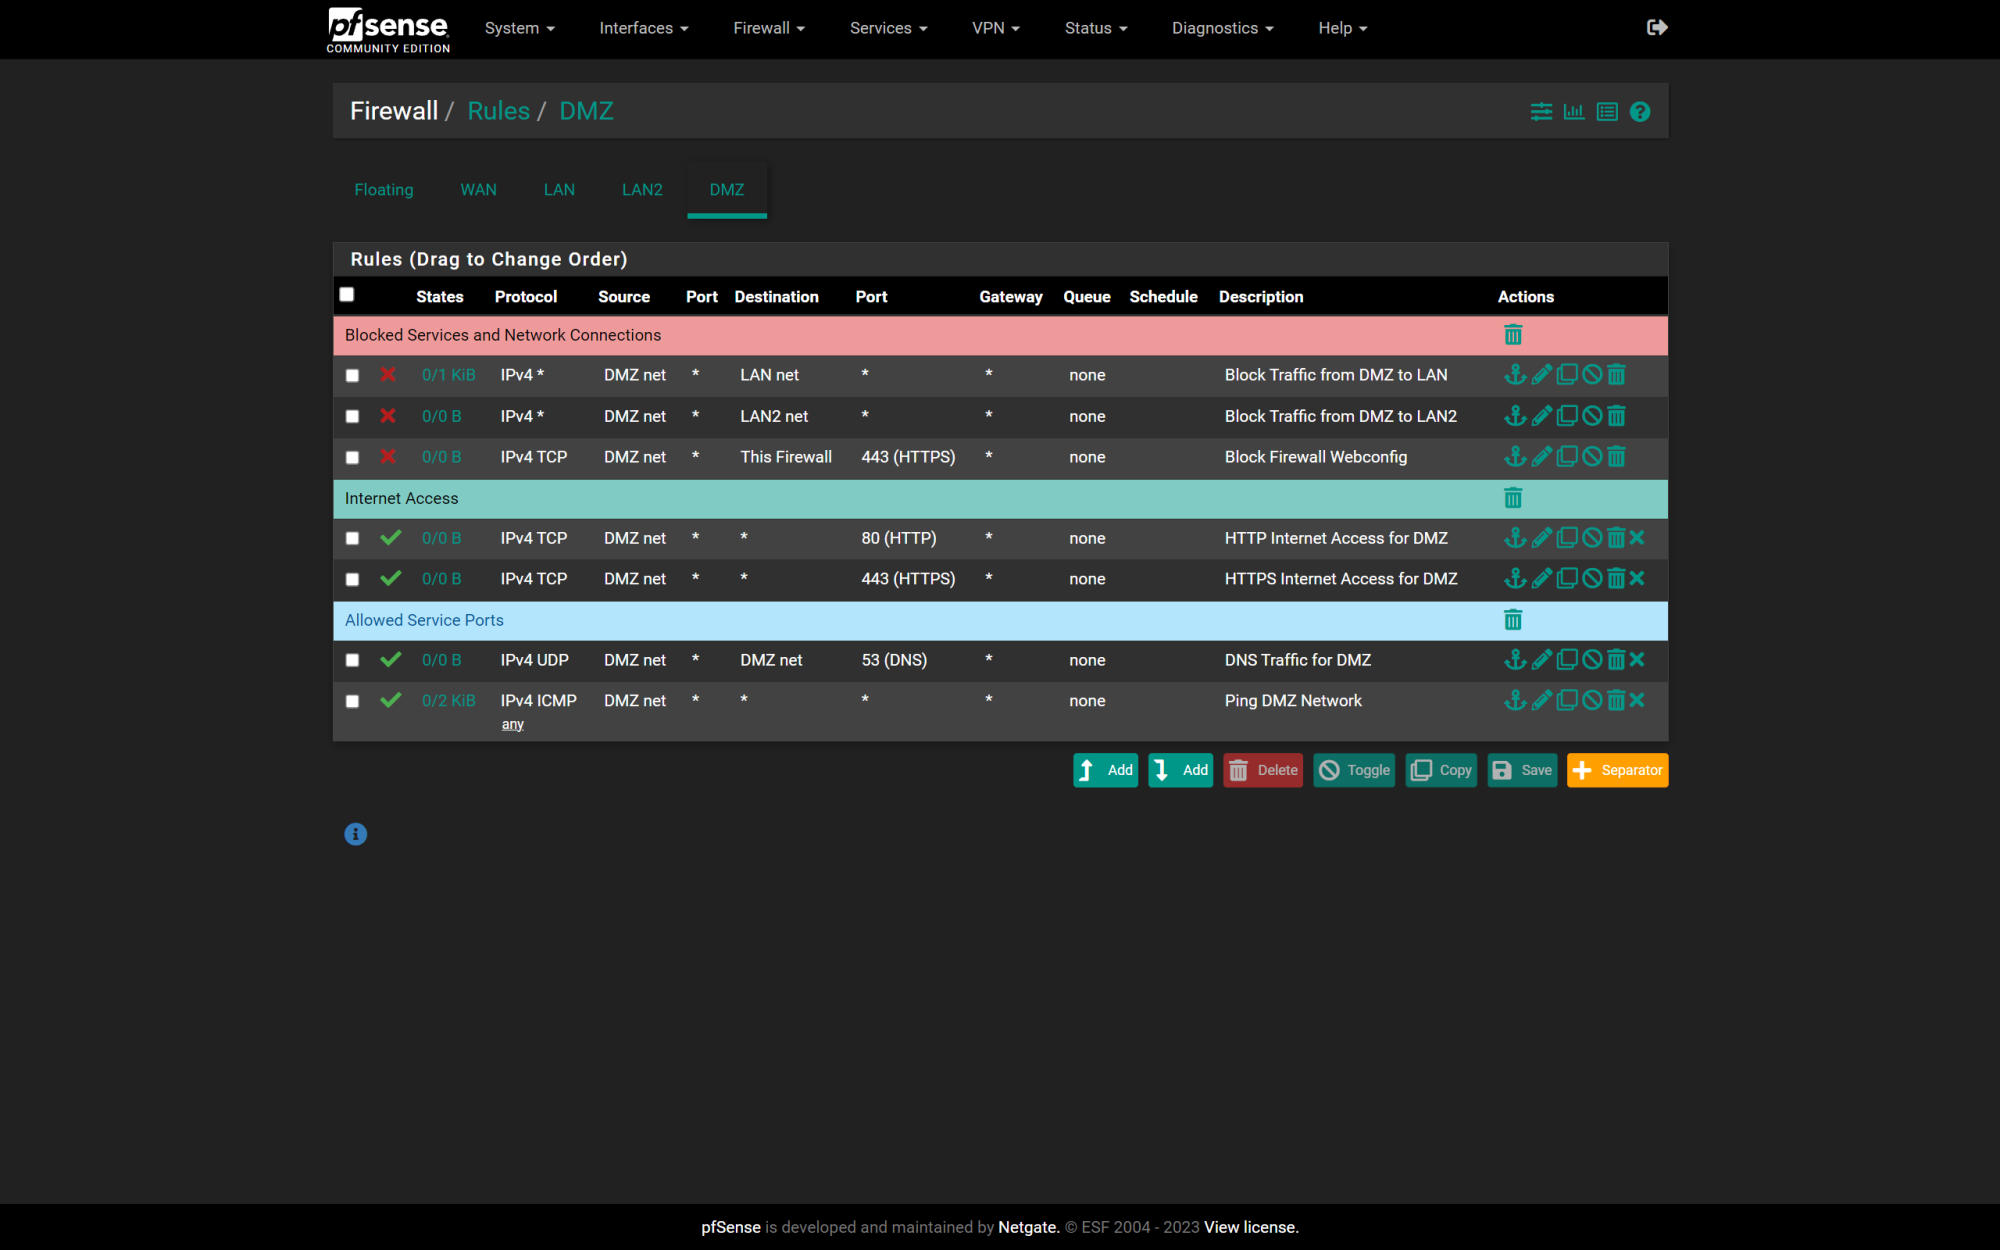 pfsense
COMMUNITY EDITION
System Interfaces Firewall Services VPN Status Diagnostics Help
Firewall / Rules / DMZ
Floating WAN LAN LAN2 DMZ
Rules (Drag to Change Order)
States Protocol Source Port Destination Port Gateway Queue Schedule Description Actions
Blocked Services and Network Connections
0/1 KiB IPv4 * DMZ net * LAN net * * none Block Traffic from DMZ to LAN
0/0 B IPv4 * DMZ net * LAN2 net * * none Block Traffic from DMZ to LAN2
0/0 B IPv4 TCP DMZ net * This Firewall 443 (HTTPS) * none Block Firewall Webconfig
Internet Access
0/0 B IPv4 TCP DMZ net * * 80 (HTTP) * none HTTP Internet Access for DMZ
0/0 B IPv4 TCP DMZ net * * 443 (HTTPS) * none HTTPS Internet Access for DMZ
Allowed Service Ports
0/0 B IPv4 UDP DMZ net * DMZ net 53 (DNS) * none DNS Traffic for DMZ
0/2 KiB IPv4 ICMP DMZ net * * * * none Ping DMZ Network
any
Add Add Delete Toggle Copy Save Separator
pfSense is developed and maintained by Netgate. © ESF 2004 - 2023 View license.